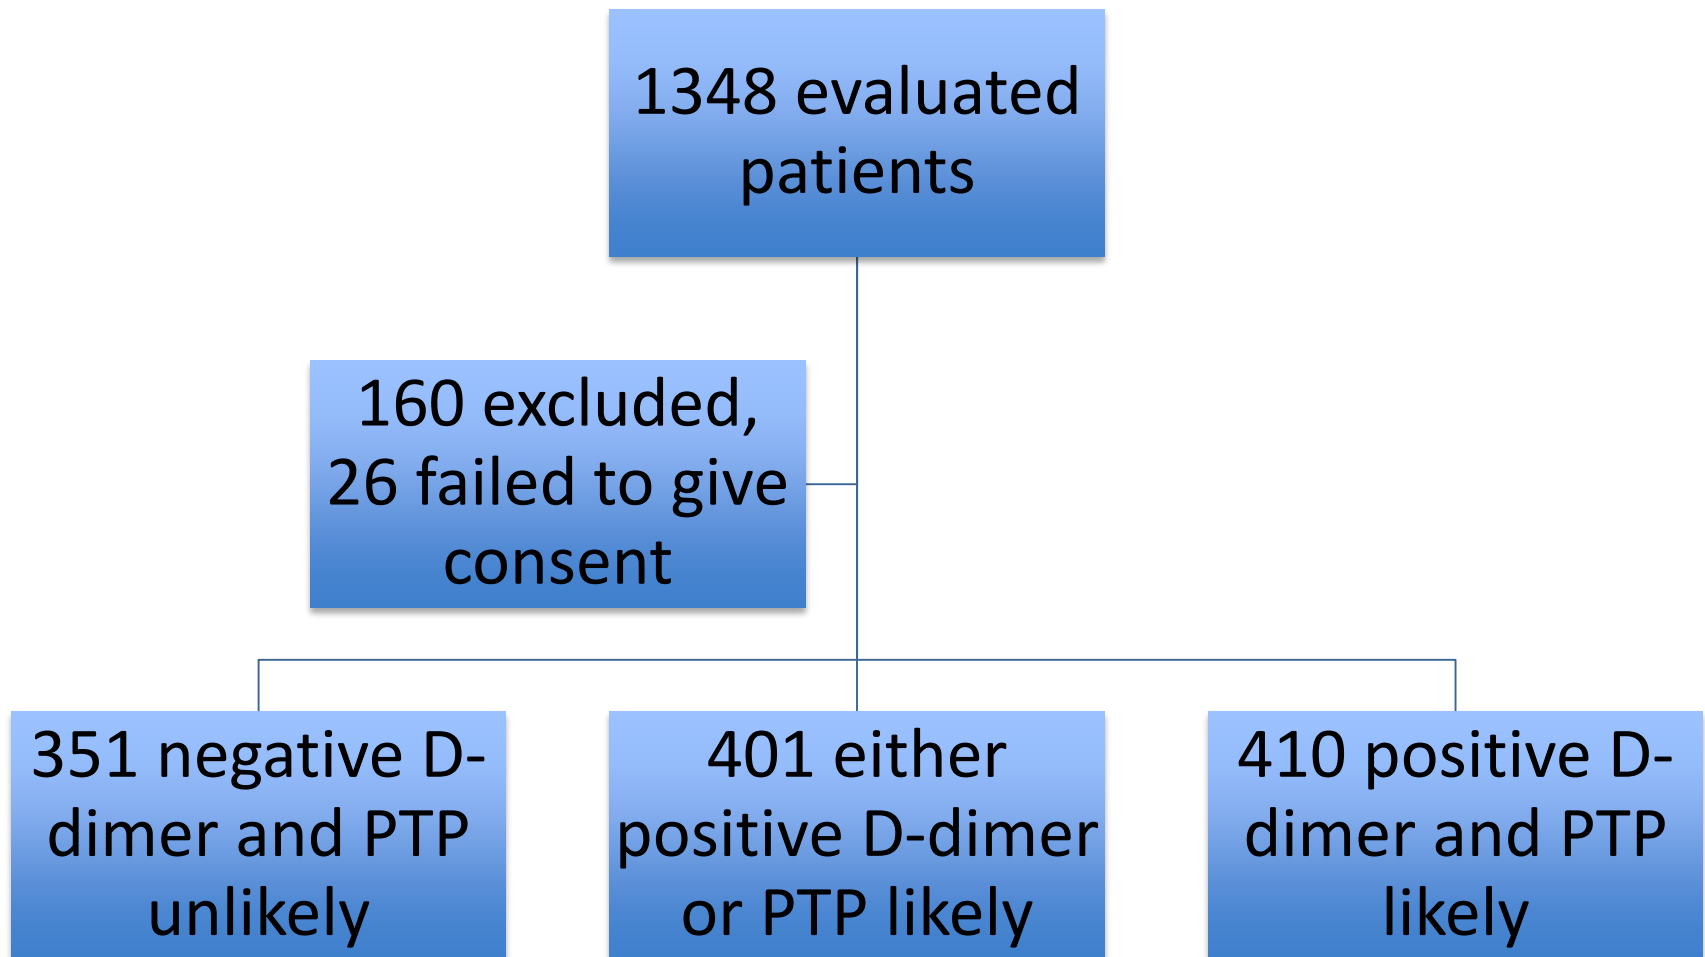 1348 evaluated
patients
160 excluded,
26 failed to give
consent
351 negative D-
dimer and PTP
unlikely
401 either
positive D-dimer
or PTP likely
410 positive D-
dimer and PTP
likely